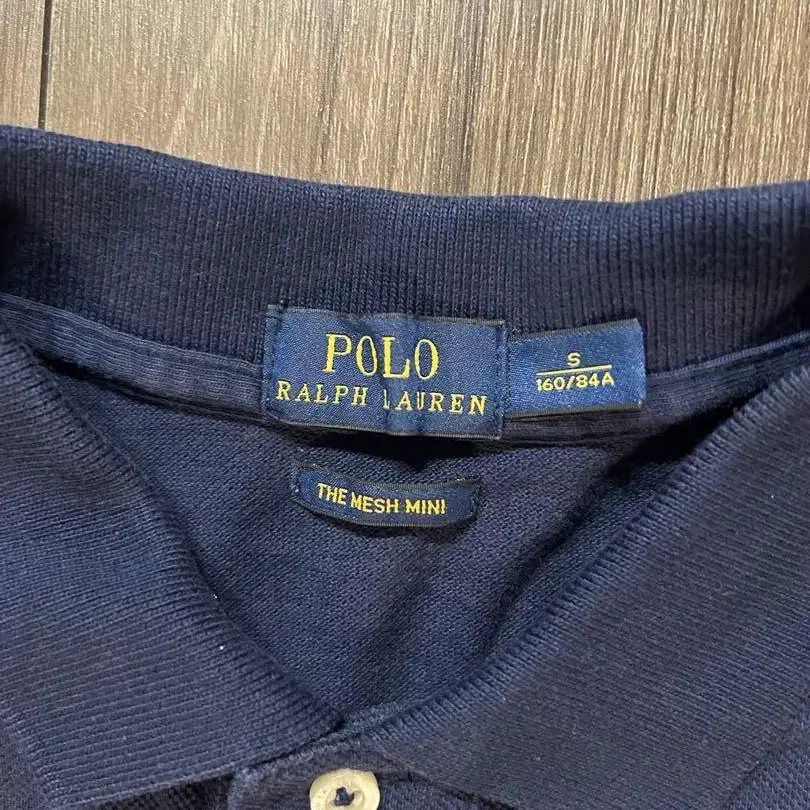 POLO
RALPH LAUREN
S
160/84A
THE MESH MINI